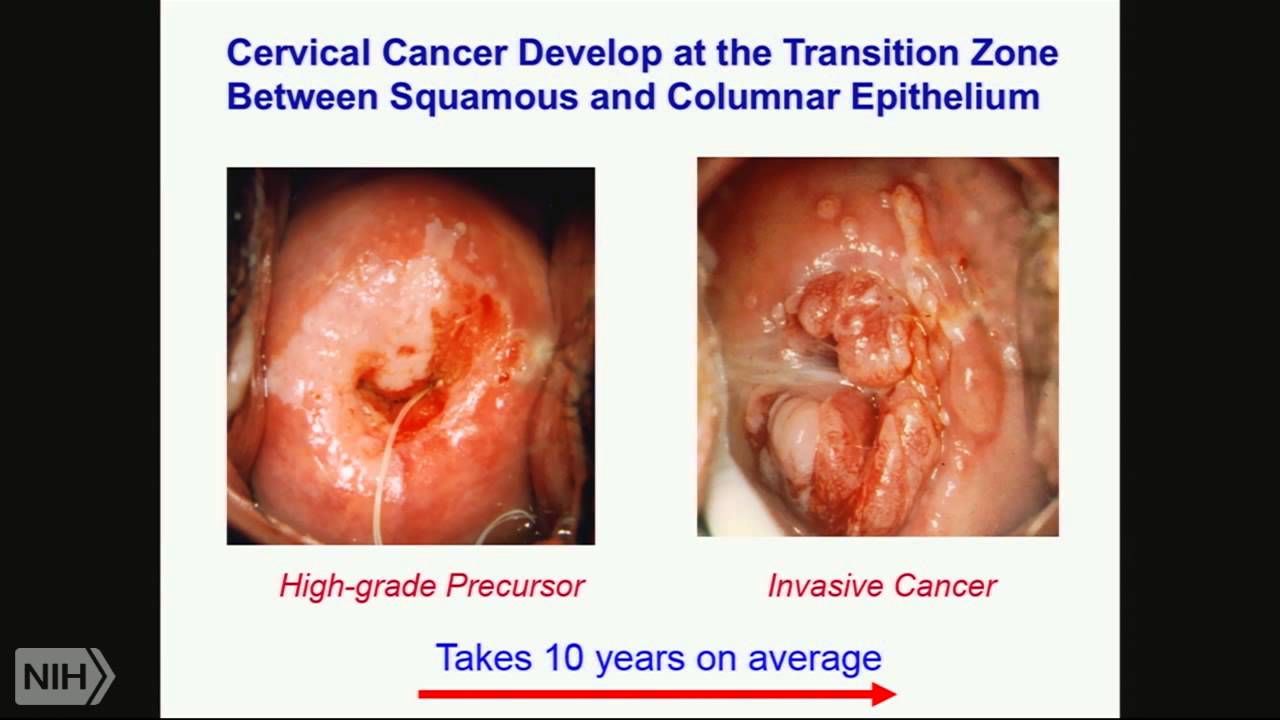 Cervical Cancer Develop at the Transition Zone
Between Squamous and Columnar Epithelium
High-grade Precursor
Invasive Cancer
Takes 10 years on average
NIH